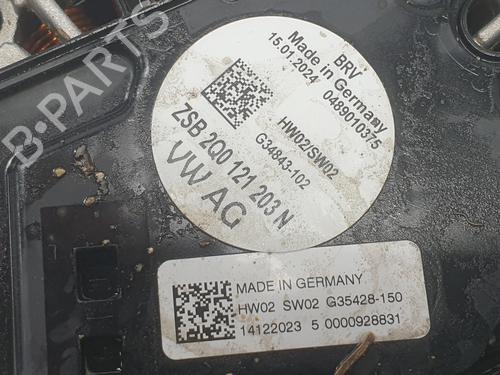 BRV
0489010375
Made in Germany
15.01.2024
HW02/SW02
G34843-102
ZSB 2Q0 121 203 N
VW AG
MADE IN GERMANY
HW02 SW02 G35428-150
14122023 5 0000928831
B-PARTS